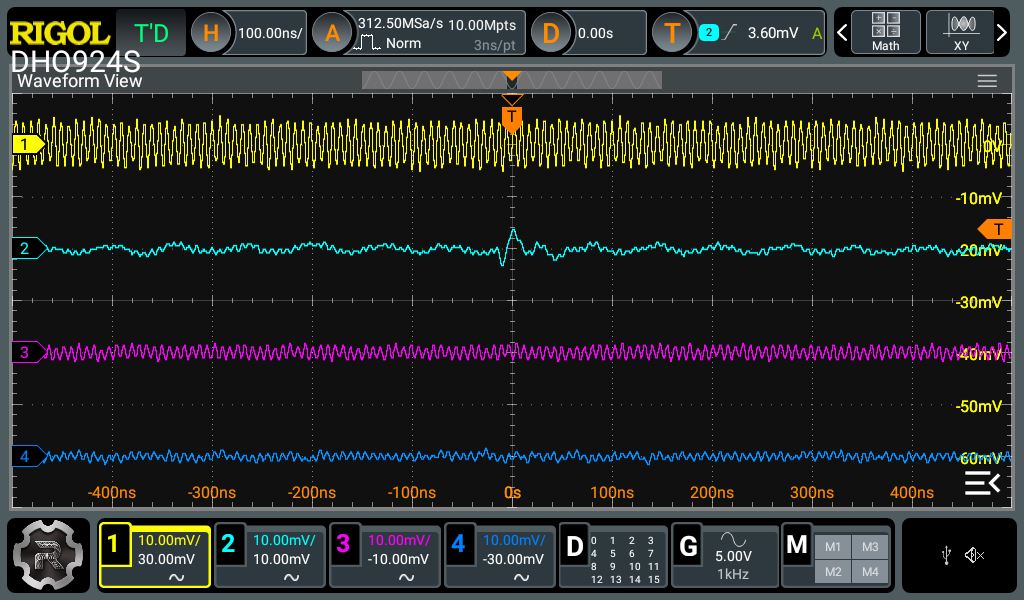 RIGOL T'D H 100.00ns/ A 312.50MSa/s 10.00Mpts D 0.00s T 2 3.60mV A
Norm 3ns/pt Math XY
DHO924S
Waveform View
T
1 0V
-10mV
T
2 -20mV
-30mV
3 -40mV
-50mV
4 -60mV
-400ns -300ns -200ns -100ns 0s 100ns 200ns 300ns 400ns
1 10.00mV/ 2 10.00mV/ 3 10.00mV/ 4 10.00mV/ D 0 1 2 3 G M M1 M3
30.00mV 10.00mV -10.00mV -30.00mV 4 5 6 7 5.00V M2 M4
8 9 10 11 1kHz
12 13 14 15
R